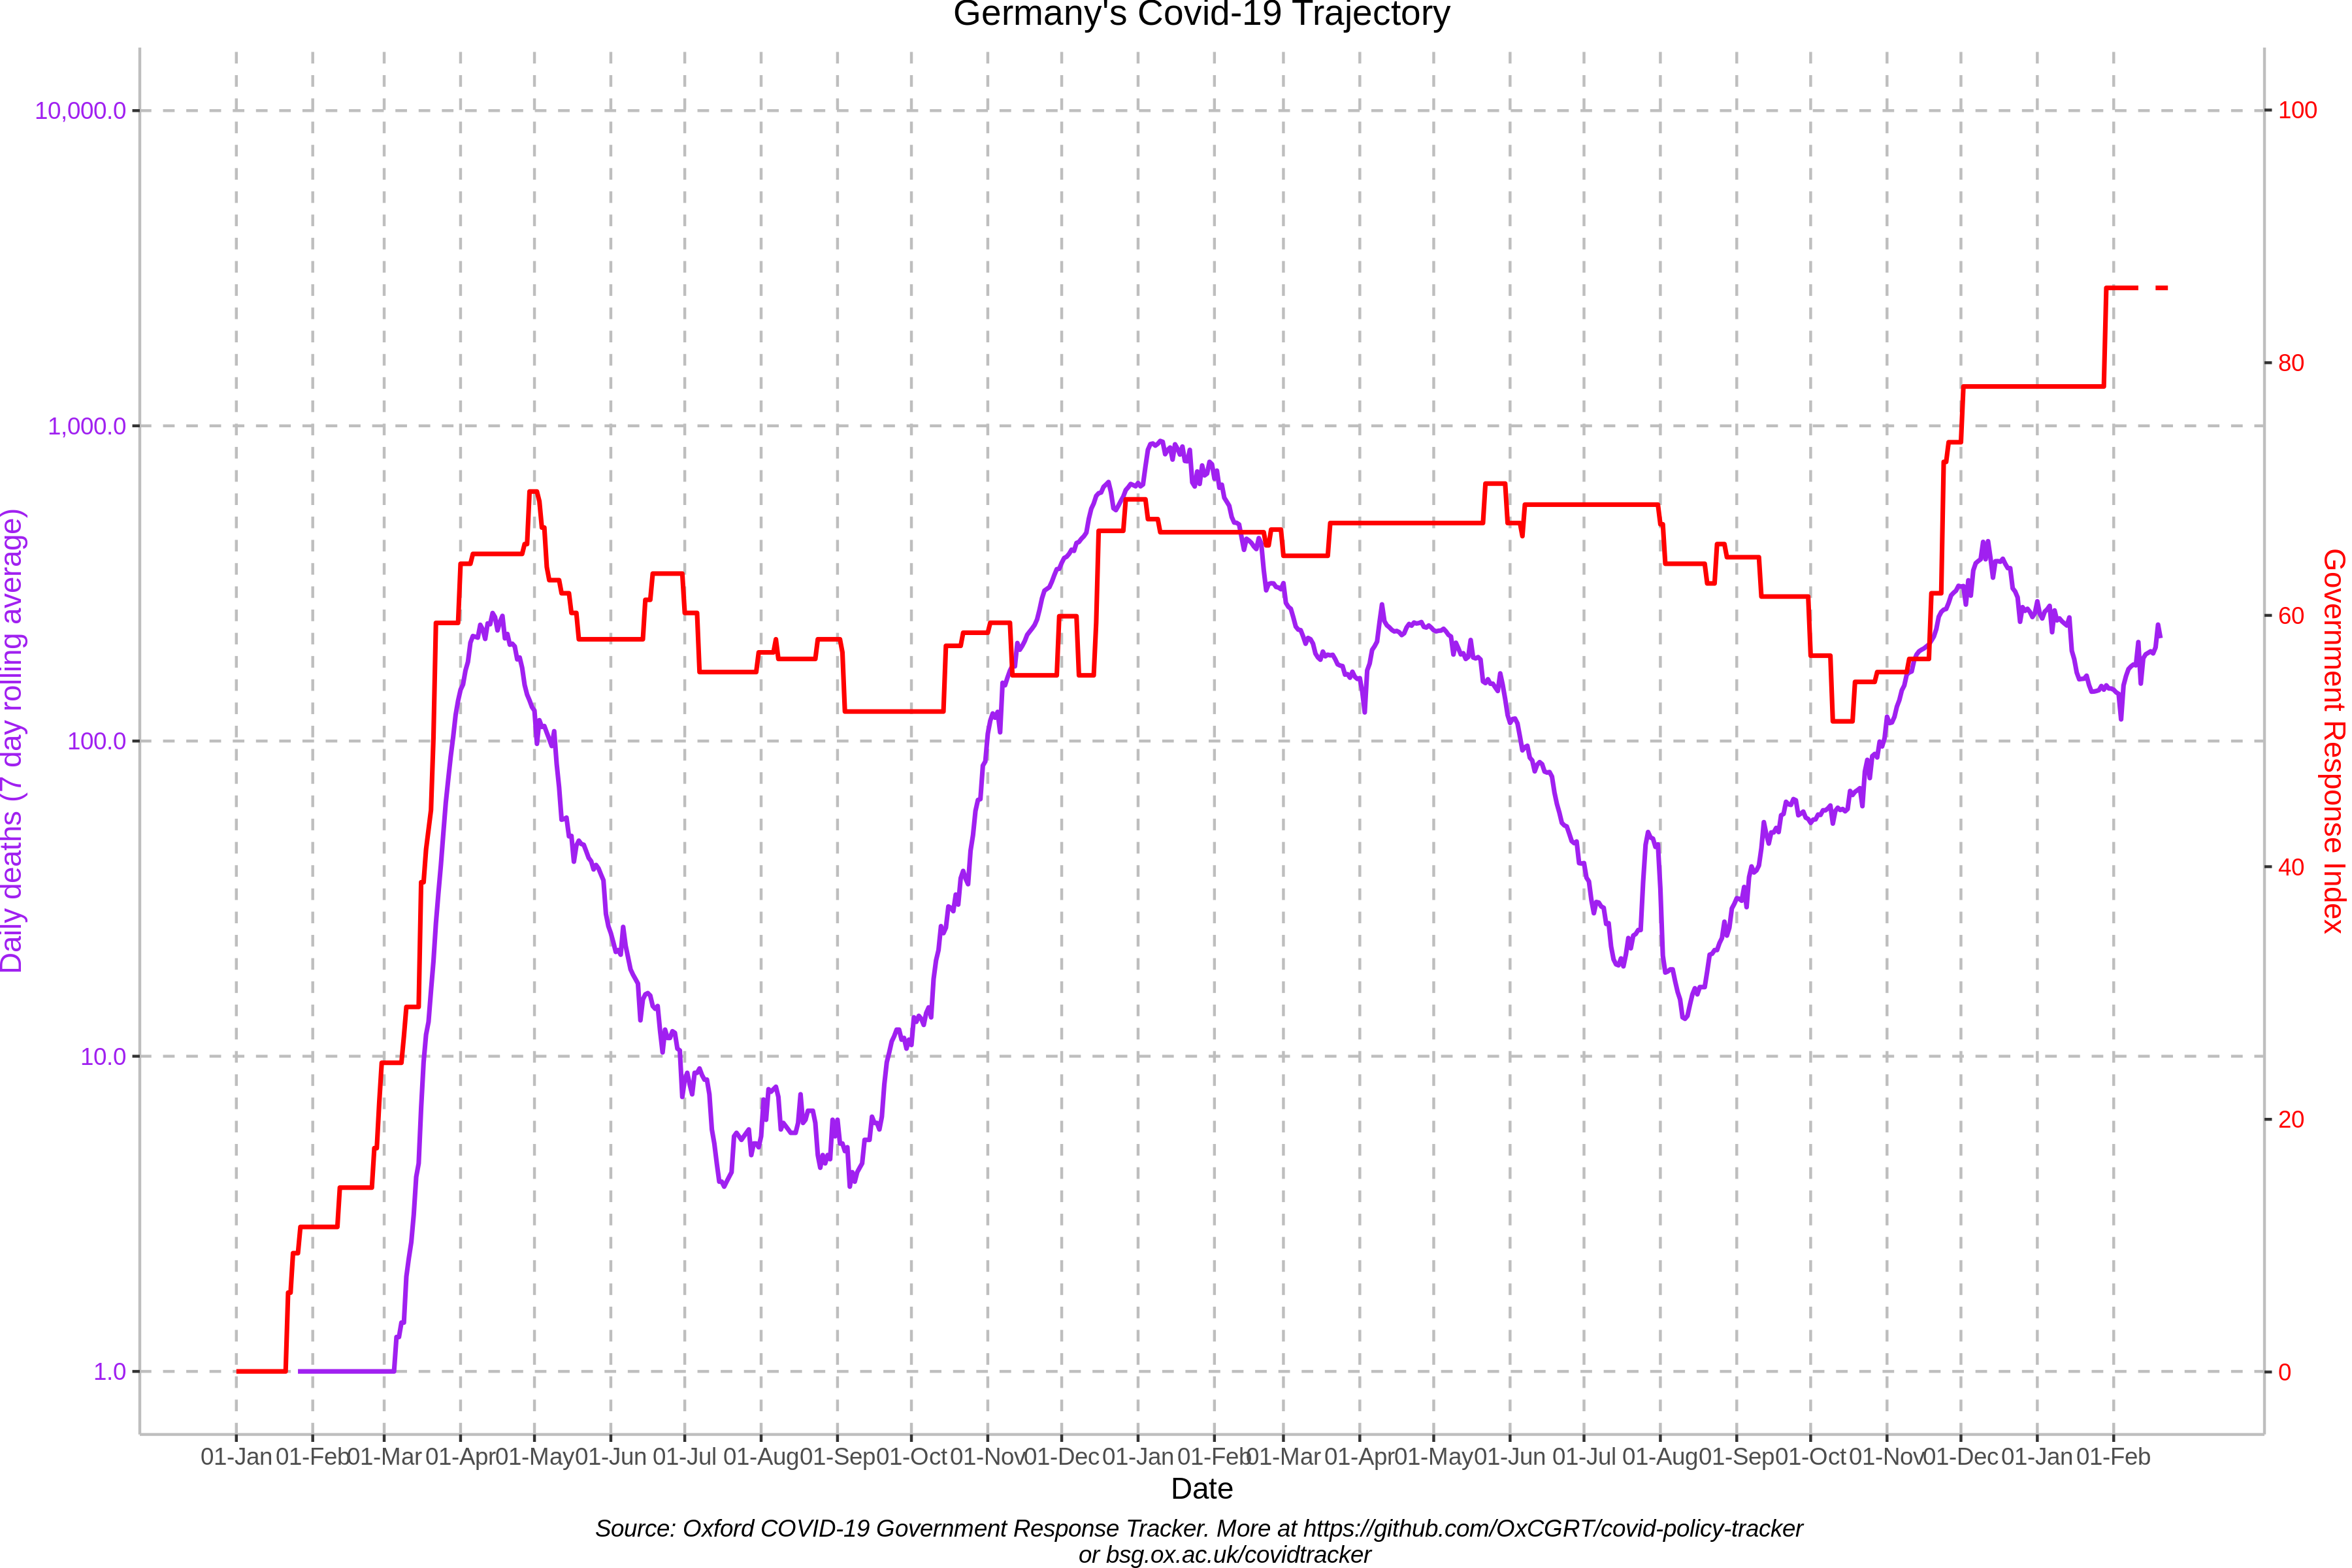 Germany's Covid-19 Trajectory
10,000.0
1,000.0
100.0
10.0
1.0
Daily deaths (7 day rolling average)
100
80
60
40
20
0
Government Response Index
01-Jan 01-Feb 01-Mar 01-Apr 01-May 01-Jun 01-Jul 01-Aug 01-Sep 01-Oct 01-Nov 01-Dec 01-Jan 01-Feb 01-Mar 01-Apr 01-May 01-Jun 01-Jul 01-Aug 01-Sep 01-Oct 01-Nov 01-Dec 01-Jan 01-Feb
Date
Source: Oxford COVID-19 Government Response Tracker. More at https://github.com/OxCGRT/covid-policy-tracker
or bsg.ox.ac.uk/covidtracker